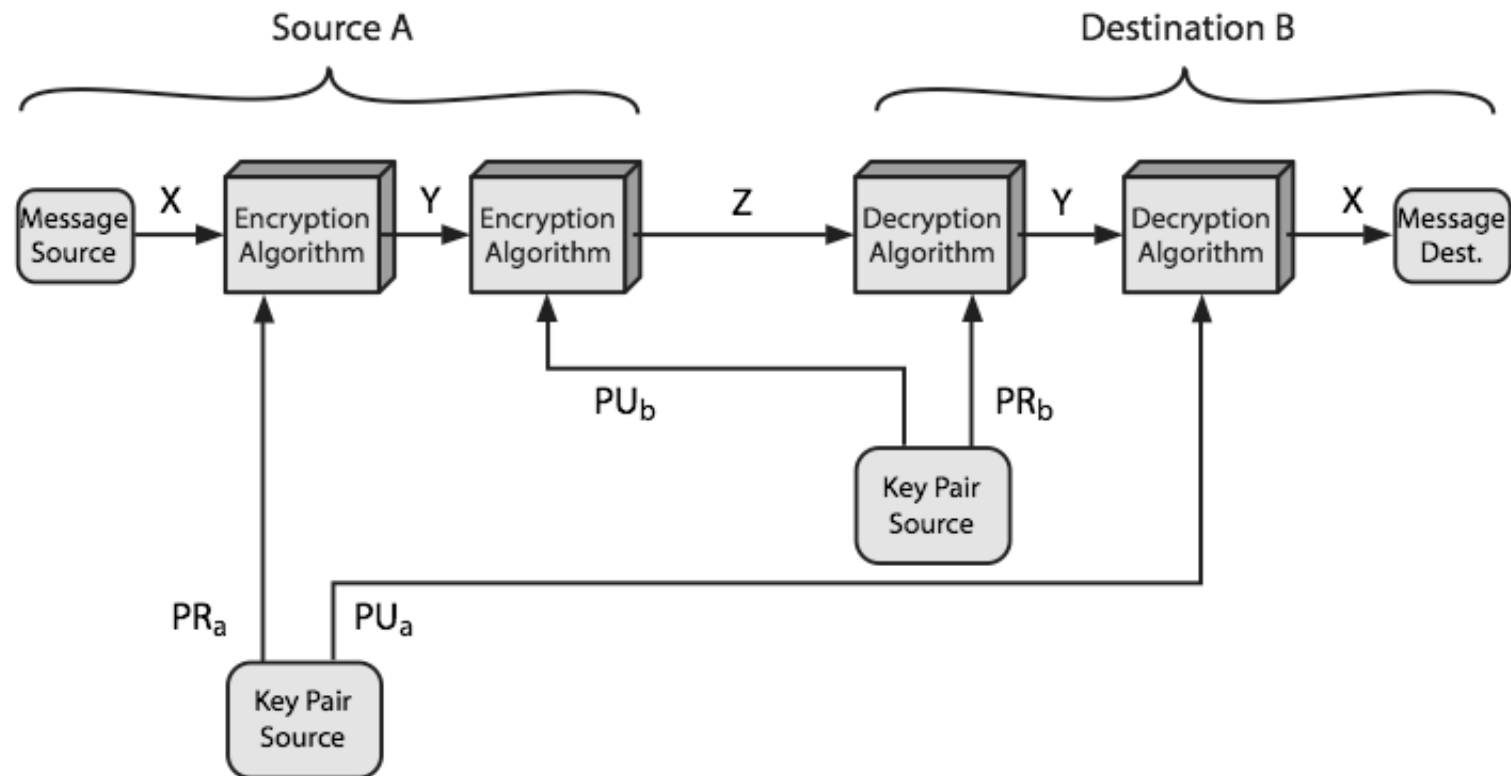 Source A
Destination B
Message
Source
X
Encryption
Algorithm
Y
Encryption
Algorithm
Z
Decryption
Algorithm
Y
Decryption
Algorithm
X
Message
Dest.
PUb
PRb
Key Pair
Source
PRa
PUa
Key Pair
Source